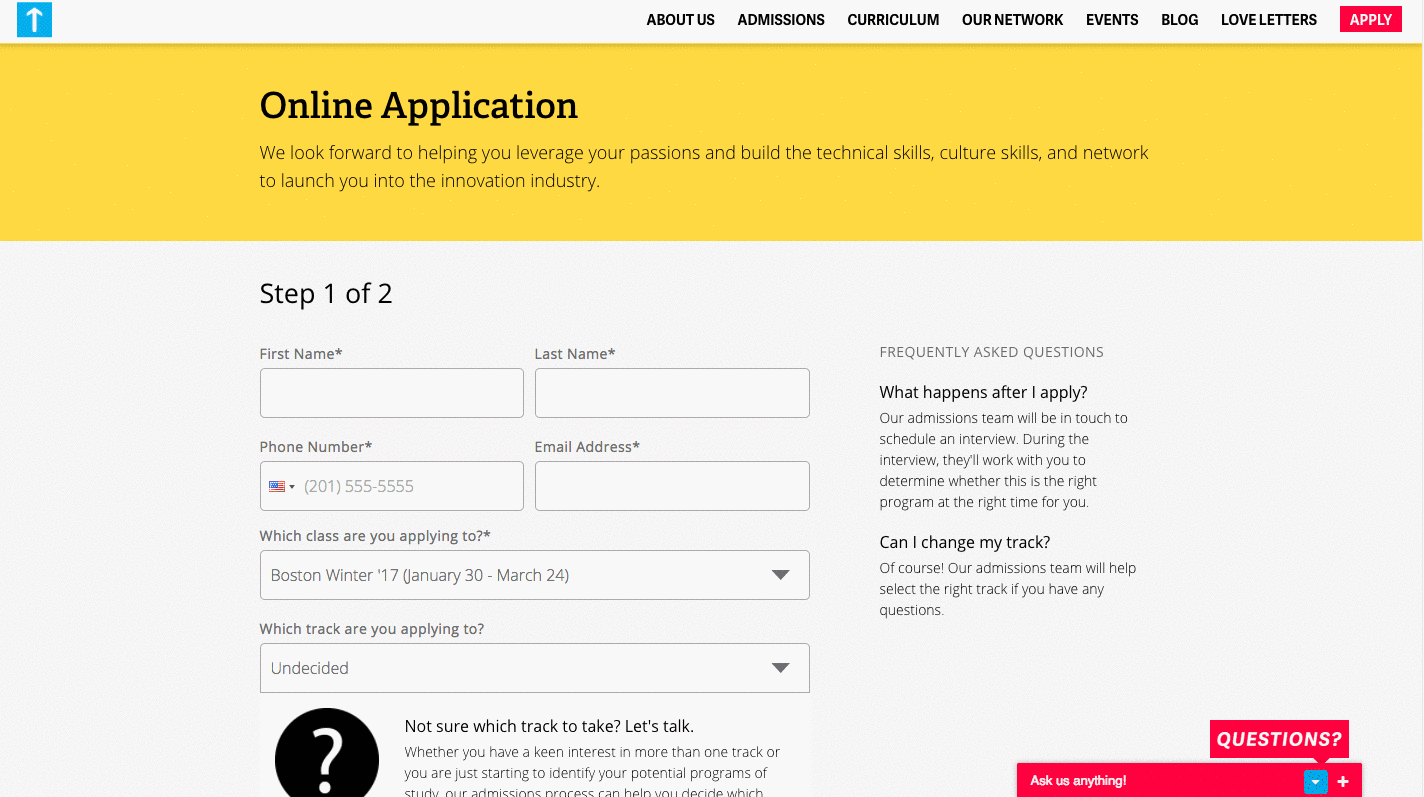 ABOUT US ADMISSIONS CURRICULUM OUR NETWORK EVENTS BLOG LOVE LETTERS APPLY
Online Application
We look forward to helping you leverage your passions and build the technical skills, culture skills, and network
to launch you into the innovation industry.
Step 1 of 2
First Name* Last Name*
Phone Number* Email Address*
(201) 555-5555
Which class are you applying to?*
Boston Winter '17 (January 30 - March 24)
Which track are you applying to?
Undecided
?
Not sure which track to take? Let's talk.
Whether you have a keen interest in more than one track or
you are just starting to identify your potential programs of
study, our admissions process can help you decide which
FREQUENTLY ASKED QUESTIONS
What happens after I apply?
Our admissions team will be in touch to
schedule an interview. During the
interview, they'll work with you to
determine whether this is the right
program at the right time for you.
Can I change my track?
Of course! Our admissions team will help
select the right track if you have any
questions.
QUESTIONS?
Ask us anything!